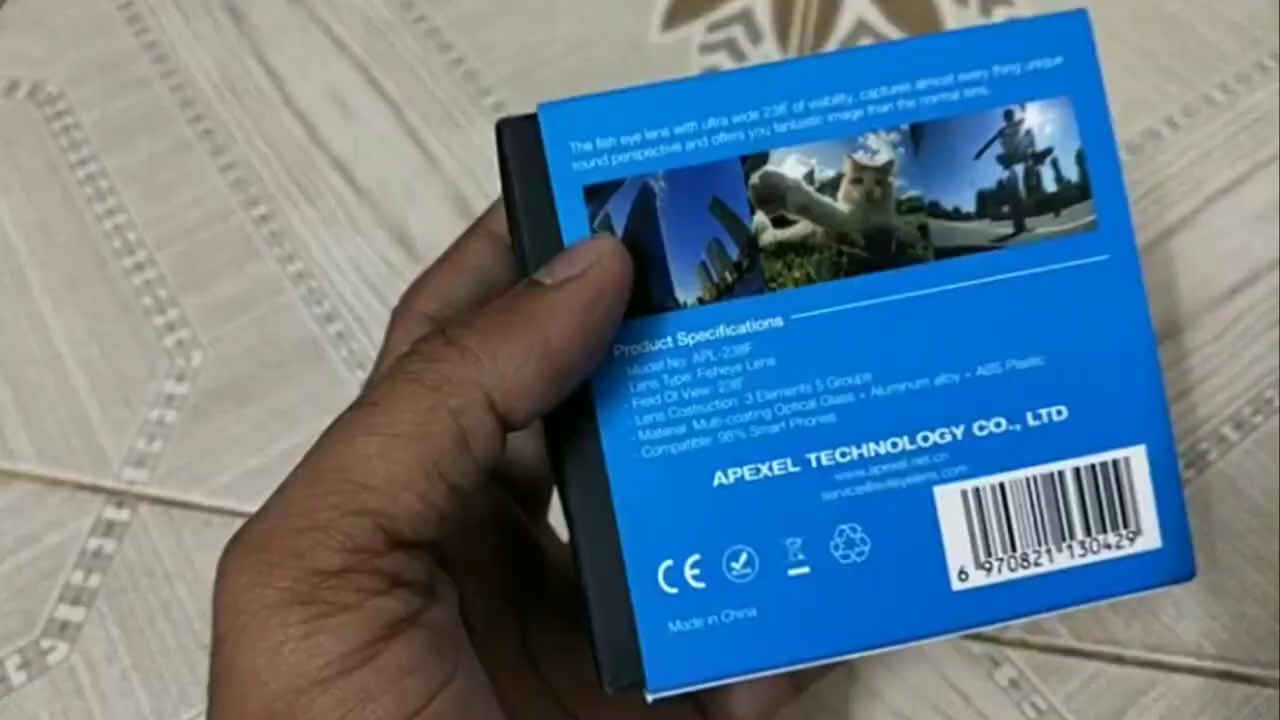 The fish eye lens with ultra wide 238° of visibility, captures almost every thing unique
round perspective and offers you fantastic image than the normal lens.
Product Specifications
- Model No: APL-238F
- Lens Type: Fisheye Lens
- Field Of View: 238°
- Lens Costruction: 3 Elements 5 Groups
- Material: Multi-coating Optical Glass + Aluminum alloy + ABS Plastic
- Compatible: 98% Smart Phones
APEXEL TECHNOLOGY CO., LTD
www.apexel.net.cn
CE
Made in China
6 970821 130429